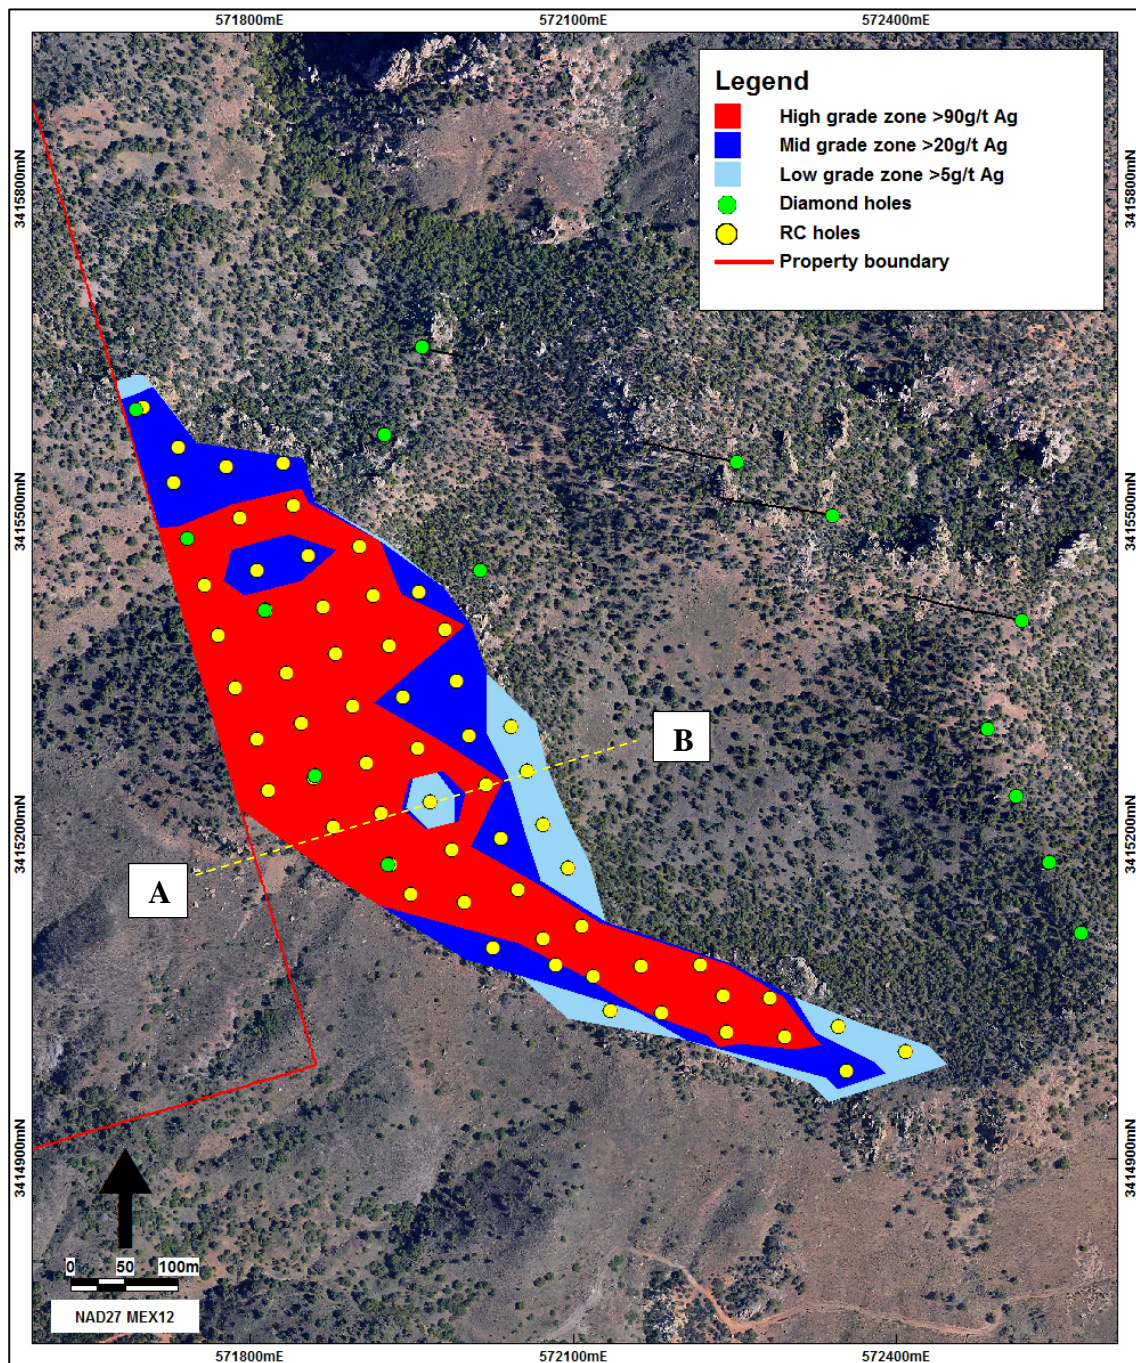 571800mE 572100mE 572400mE
Legend
High grade zone >90g/t Ag
Mid grade zone >20g/t Ag
Low grade zone >5g/t Ag
Diamond holes
RC holes
Property boundary
3415800mN 3415800mN
3415500mN 3415500mN
B
3415200mN 3415200mN
A
3414900mN 3414900mN
0 50 100m
NAD27 MEX12
571800mE 572100mE 572400mE